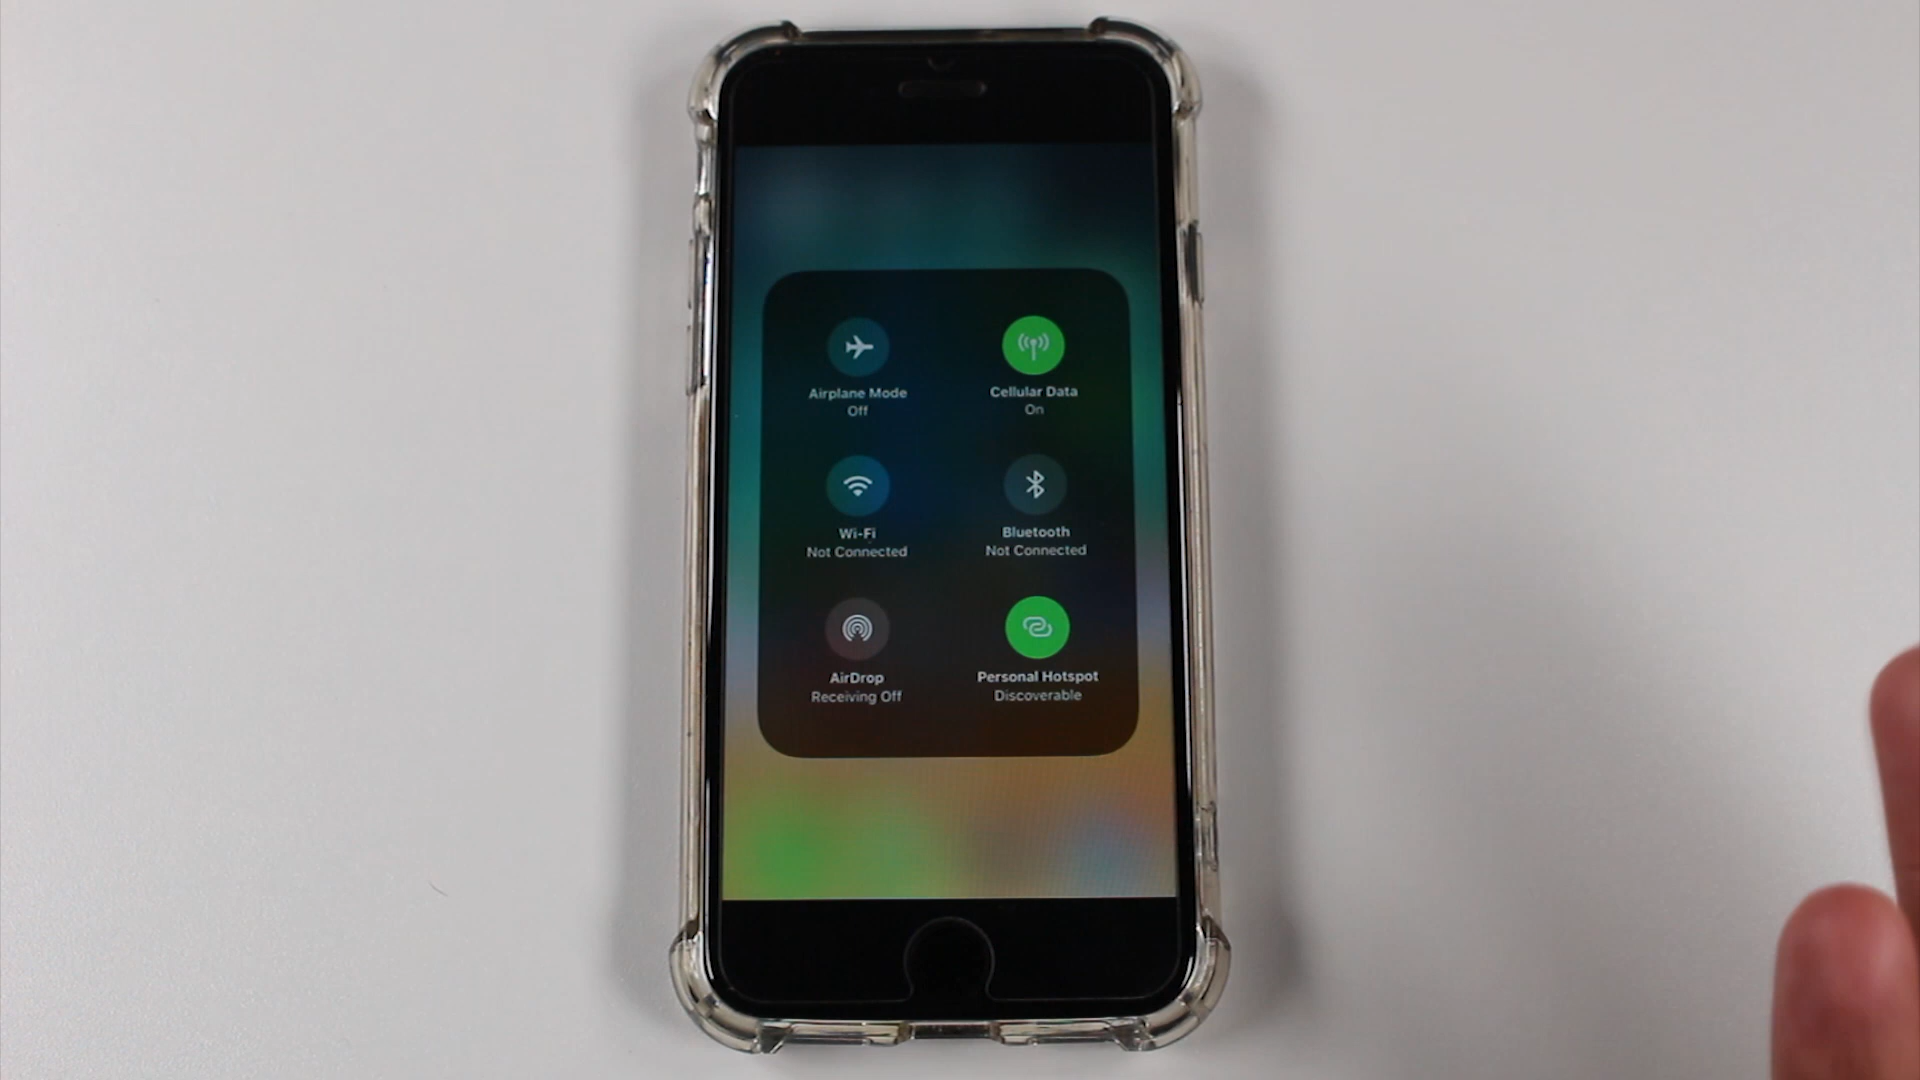 Airplane Mode
Off
Cellular Data
On
Wi-Fi
Not Connected
Bluetooth
Not Connected
AirDrop
Receiving Off
Personal Hotspot
Discoverable